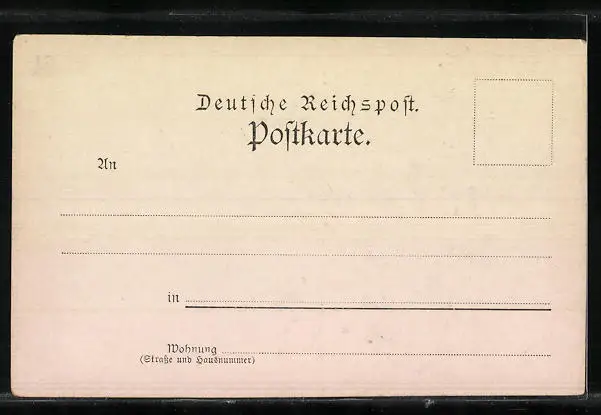 Deutsche Reichspost.
Postkarte.
An
in
Wohnung
(Straße und Hausnummer)